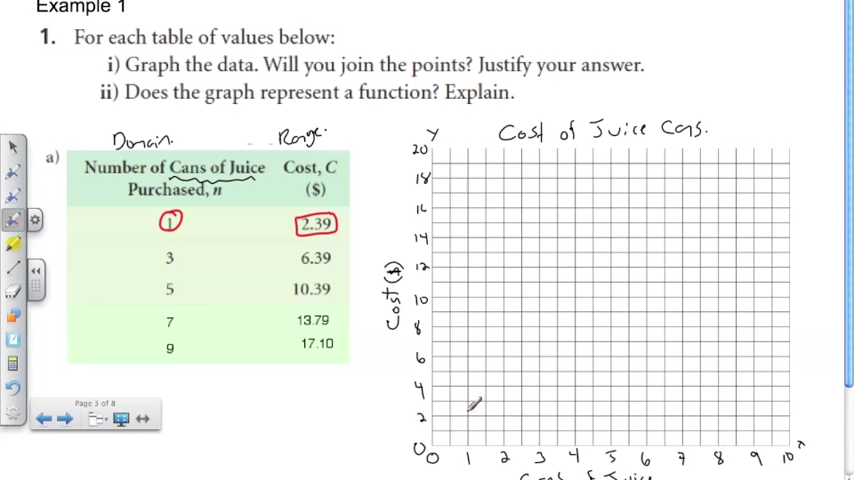 Example 1
1. For each table of values below:
i) Graph the data. Will you join the points? Justify your answer.
ii) Does the graph represent a function? Explain.
Domain. Range.
a)
Number of Cans of Juice Purchased, n Cost, C ($)
1 2.39
3 6.39
5 10.39
7 13.79
9 17.10
Page 3 of 8
Cost of Juice Cans.
y
20
18
16
14
12
10
8
6
4
2
0
Cost ($)
0 1 2 3 4 5 6 7 8 9 10 x
Cans of Juice